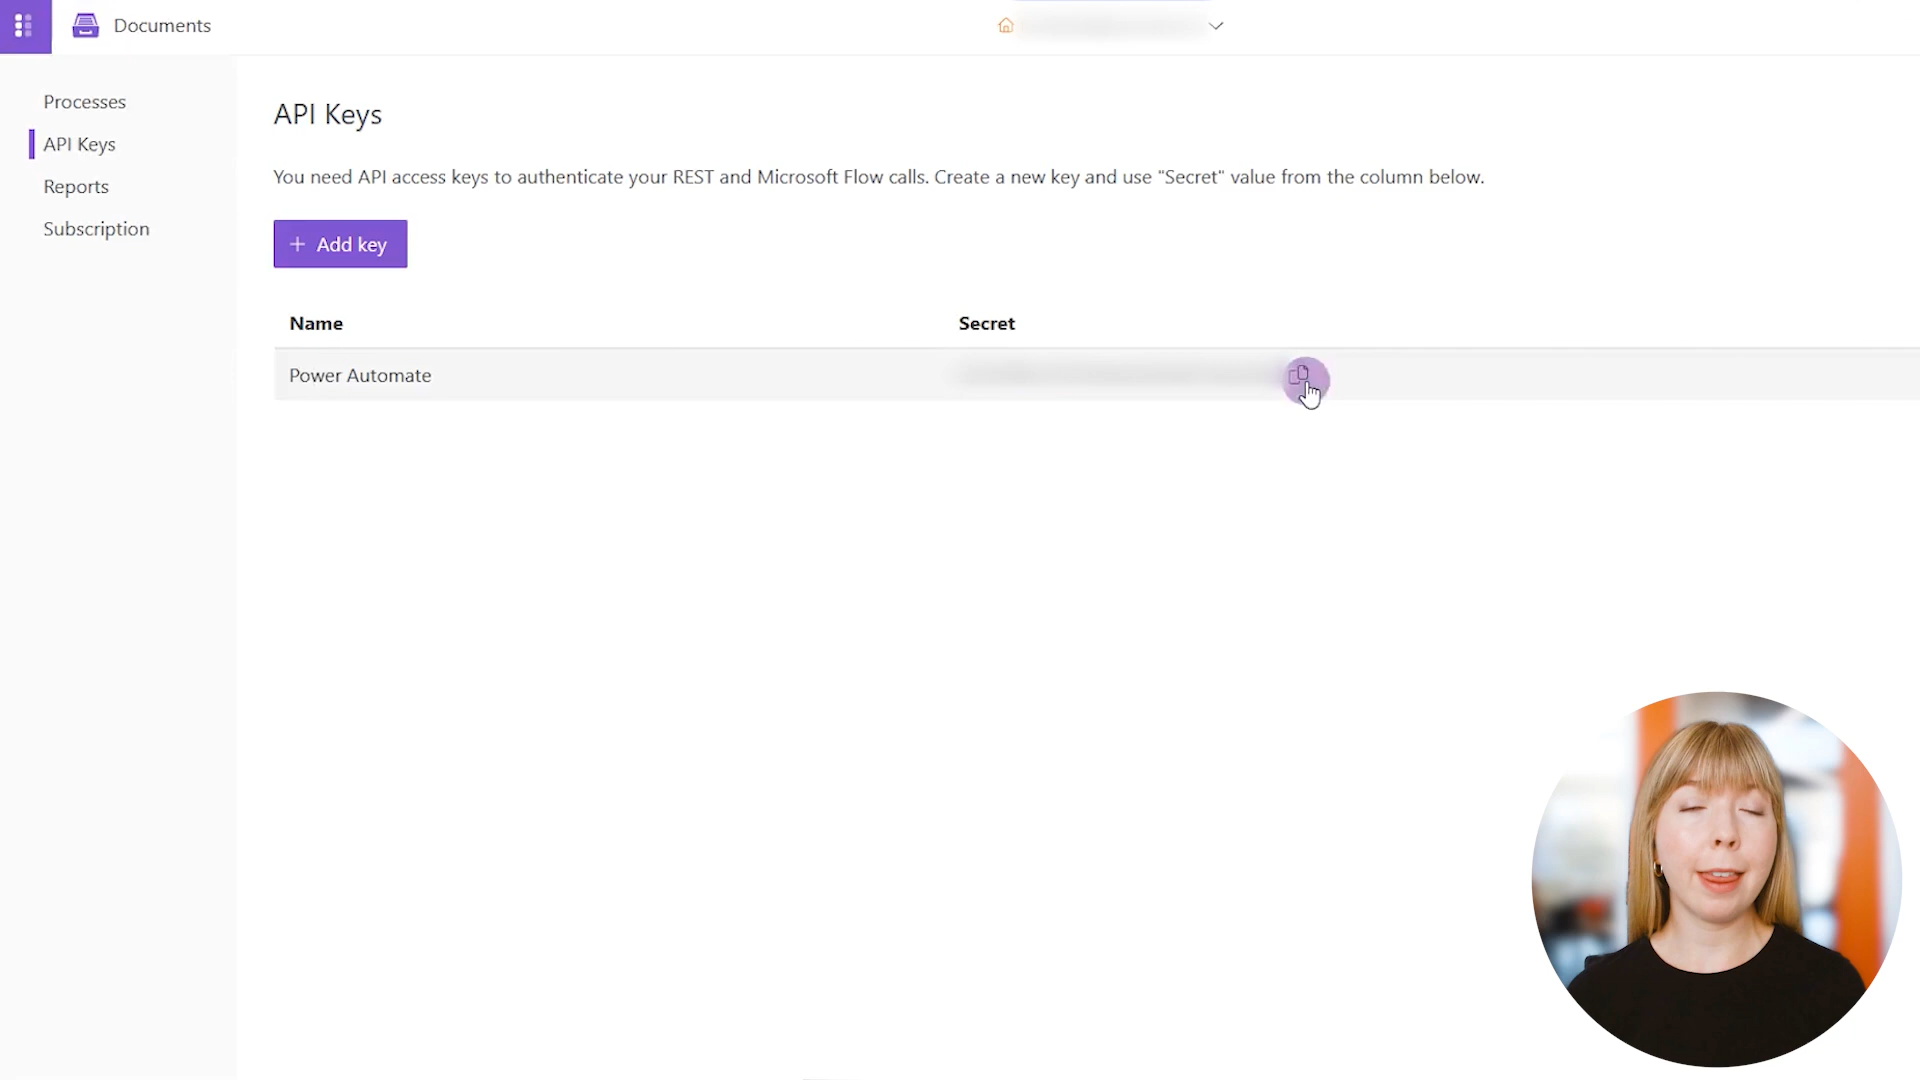 Documents
Processes
API Keys
Reports
Subscription
API Keys
You need API access keys to authenticate your REST and Microsoft Flow calls. Create a new key and use "Secret" value from the column below.
+ Add key
Name Secret
Power Automate